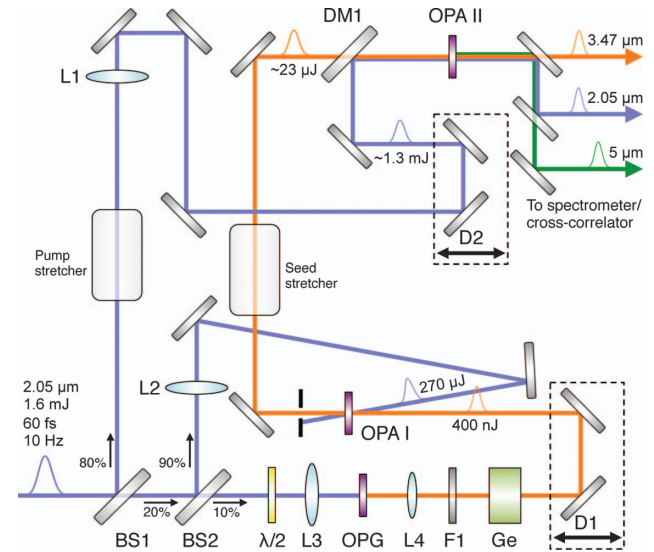 DM1
OPA II
3.47 μm
L1
~23 μJ
2.05 μm
~1.3 mJ
5 μm
To spectrometer/
cross-correlator
D2
Pump
stretcher
Seed
stretcher
2.05 μm
1.6 mJ
60 fs
10 Hz
L2
270 μJ
400 nJ
OPA I
80%
90%
20%
10%
D1
BS1
BS2
λ/2
L3
OPG
L4
F1
Ge